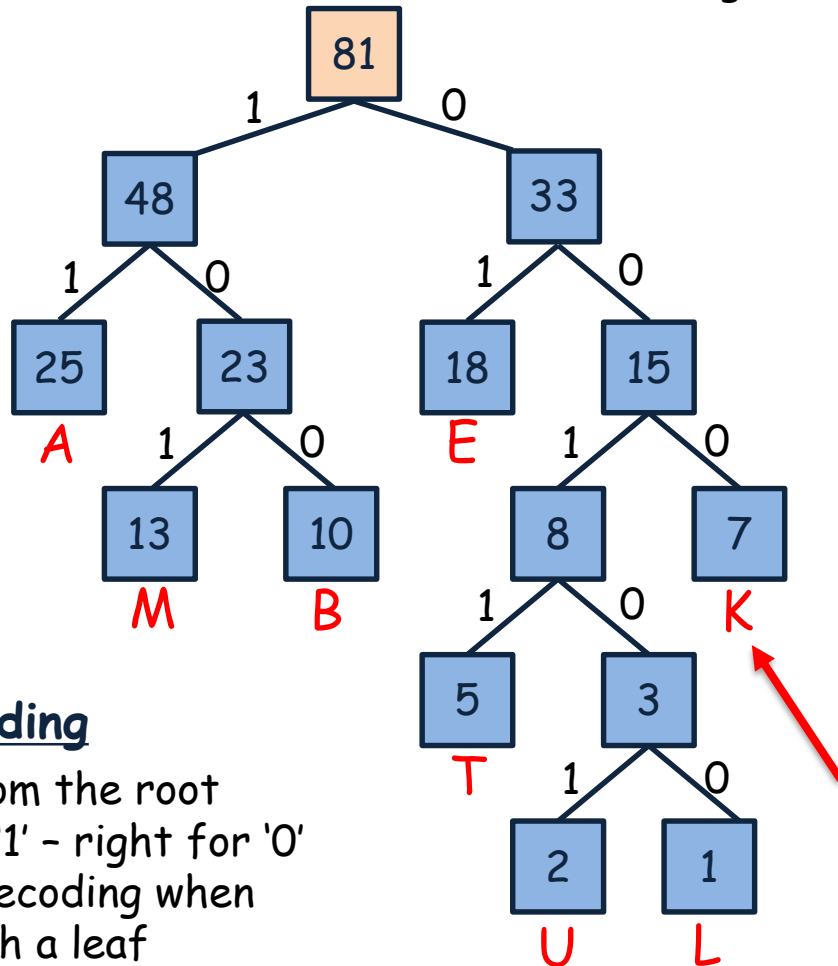 81
1 0
48 33
1 0 1 0
25 23 18 15
A 1 0 E 1 0
13 10 8 7
M B 1 0 K
5 3
ding
T 1 0
om the root
'1' – right for '0'
2 1
ecoding when
h a leaf
U L